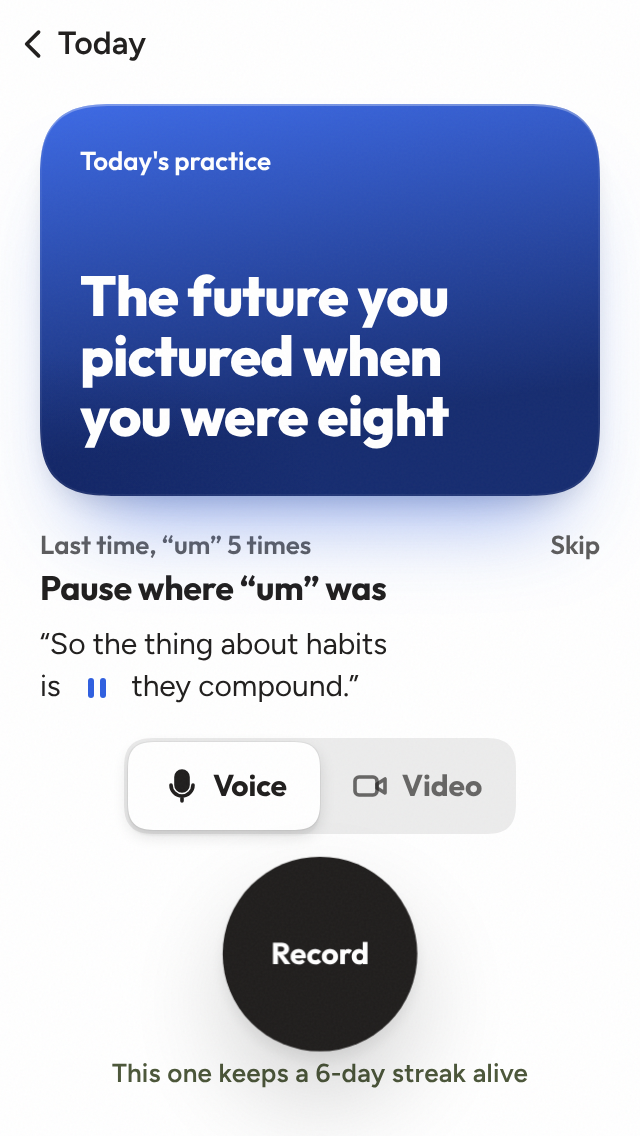 Today
Today's practice
The future you
pictured when
you were eight
Last time, “um” 5 times
Skip
Pause where “um” was
“So the thing about habits
is they compound.”
Voice
Video
Record
This one keeps a 6-day streak alive